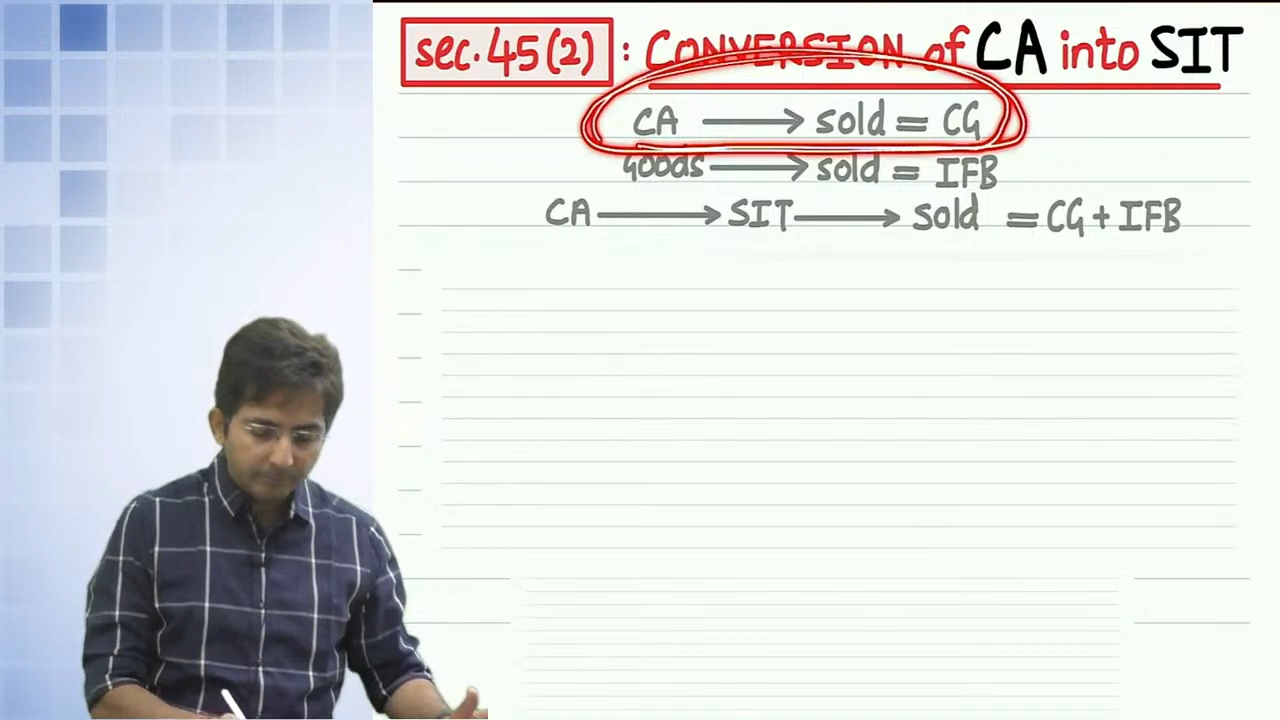 sec.45(2) : CONVERSION of CA into SIT
CA → sold = CG
Goods → sold = IFB
CA → SIT → sold = CG + IFB